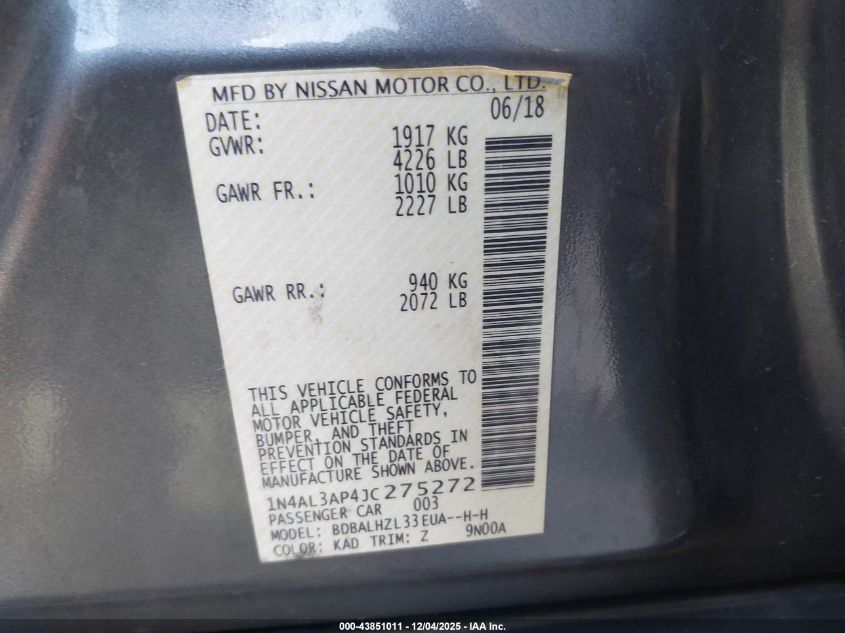 MFD BY NISSAN MOTOR CO., LTD.
DATE: 06/18
GVWR: 1917 KG
4226 LB
GAWR FR.: 1010 KG
2227 LB
GAWR RR.: 940 KG
2072 LB
THIS VEHICLE CONFORMS TO
ALL APPLICABLE FEDERAL
MOTOR VEHICLE SAFETY,
BUMPER, AND THEFT
PREVENTION STANDARDS IN
EFFECT ON THE DATE OF
MANUFACTURE SHOWN ABOVE.
1N4AL3AP4JC275272
PASSENGER CAR 003
MODEL: BDBALHZL33EUA--H-H
COLOR: KAD TRIM: Z 9N00A
000-43851011 - 12/04/2025 - IAA Inc.